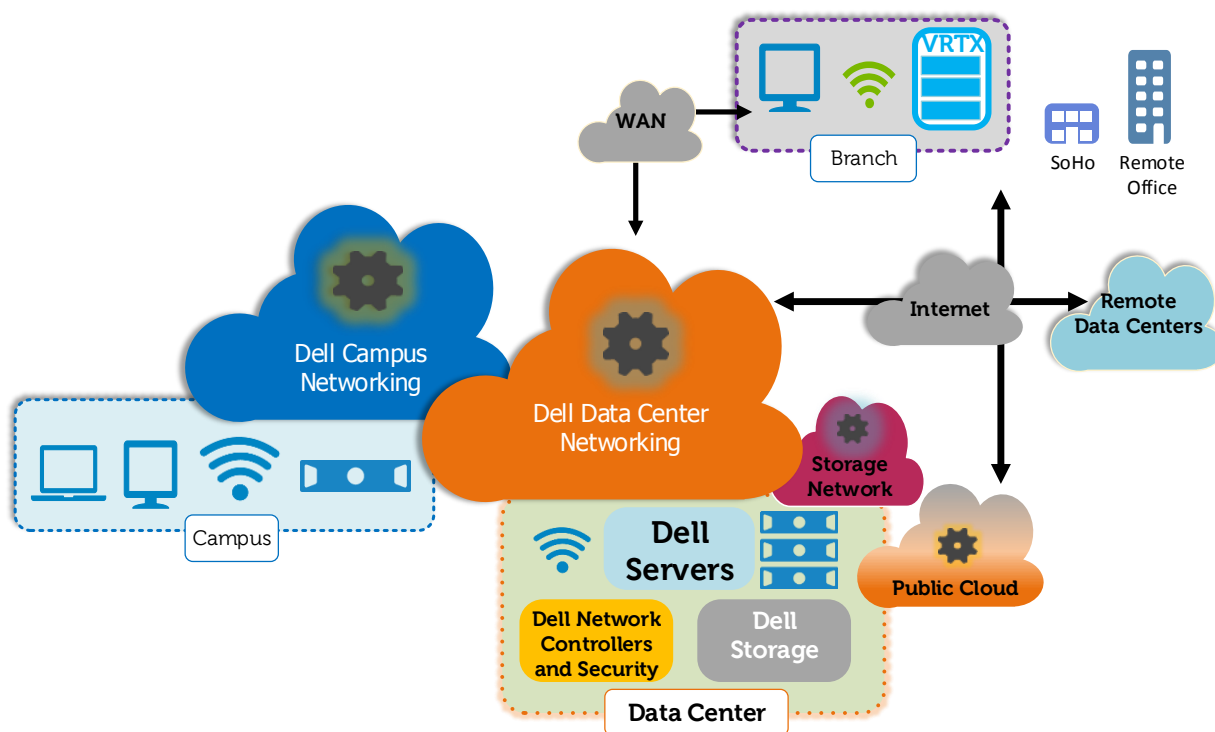 VRTX
WAN
Branch
SoHo
Remote
Office
Internet
Remote
Data Centers
Dell Campus
Networking
Dell Data Center
Networking
Storage
Network
Campus
Dell
Servers
Public Cloud
Dell Network
Controllers
and Security
Dell
Storage
Data Center